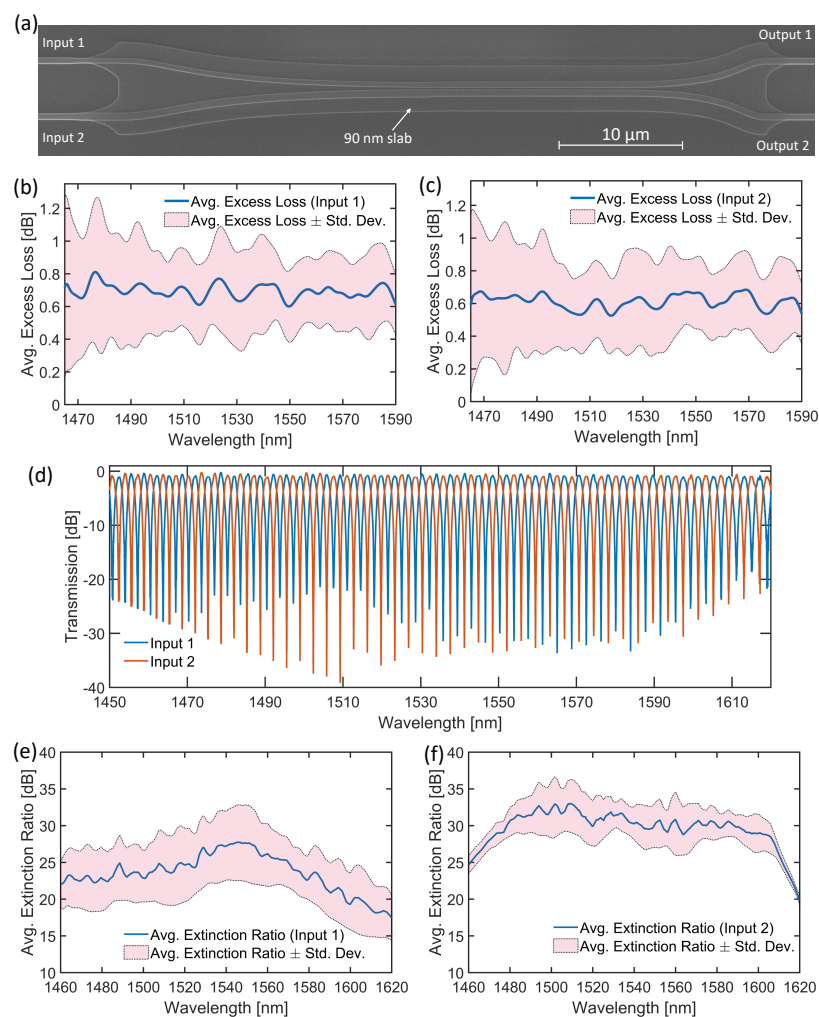 (a)
Input 1
Output 1
90 nm slab
10 μm
Input 2
Output 2
(b)
Avg. Excess Loss (Input 1)
Avg. Excess Loss ± Std. Dev.
Avg. Excess Loss [dB]
1.2
1
0.8
0.6
0.4
0.2
0
1470 1490 1510 1530 1550 1570 1590
Wavelength [nm]
(c)
Avg. Excess Loss (Input 2)
Avg. Excess Loss ± Std. Dev.
Avg. Excess Loss [dB]
1.2
1
0.8
0.6
0.4
0.2
0
1470 1490 1510 1530 1550 1570 1590
Wavelength [nm]
(d)
Transmission [dB]
0
-10
-20
-30
-40
Input 1
Input 2
1450 1470 1490 1510 1530 1550 1570 1590 1610
Wavelength [nm]
(e)
Avg. Extinction Ratio [dB]
40
35
30
25
20
15
10
Avg. Extinction Ratio (Input 1)
Avg. Extinction Ratio ± Std. Dev.
1460 1480 1500 1520 1540 1560 1580 1600 1620
Wavelength [nm]
(f)
Avg. Extinction Ratio [dB]
40
35
30
25
20
15
10
Avg. Extinction Ratio (Input 2)
Avg. Extinction Ratio ± Std. Dev.
1460 1480 1500 1520 1540 1560 1580 1600 1620
Wavelength [nm]